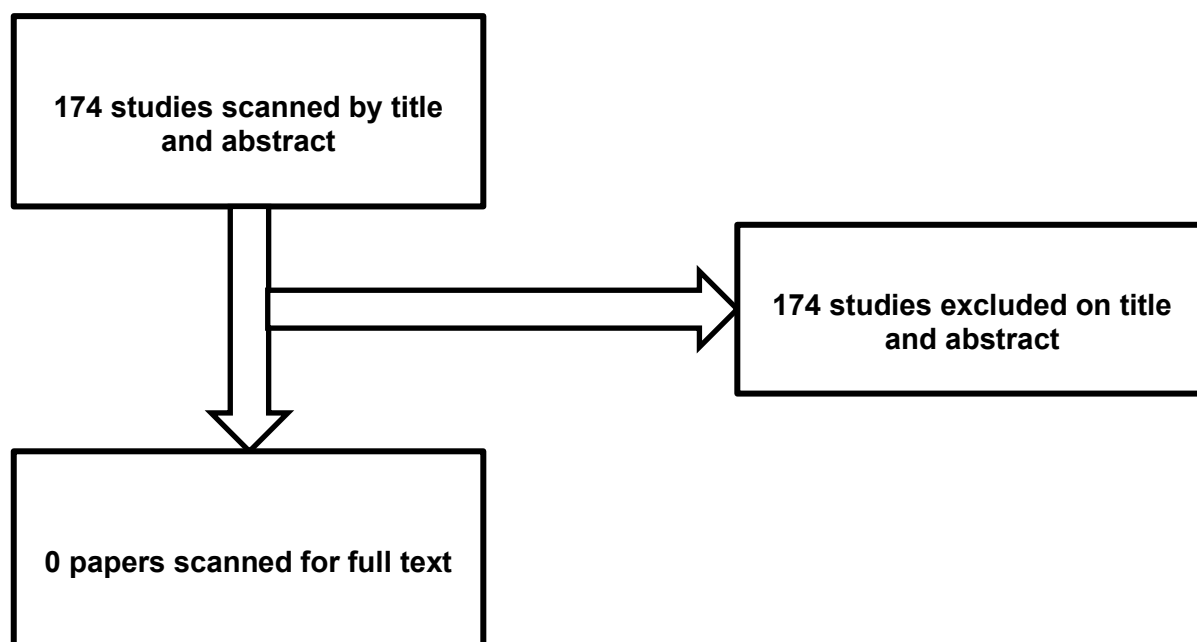 174 studies scanned by title
and abstract
174 studies excluded on title
and abstract
0 papers scanned for full text